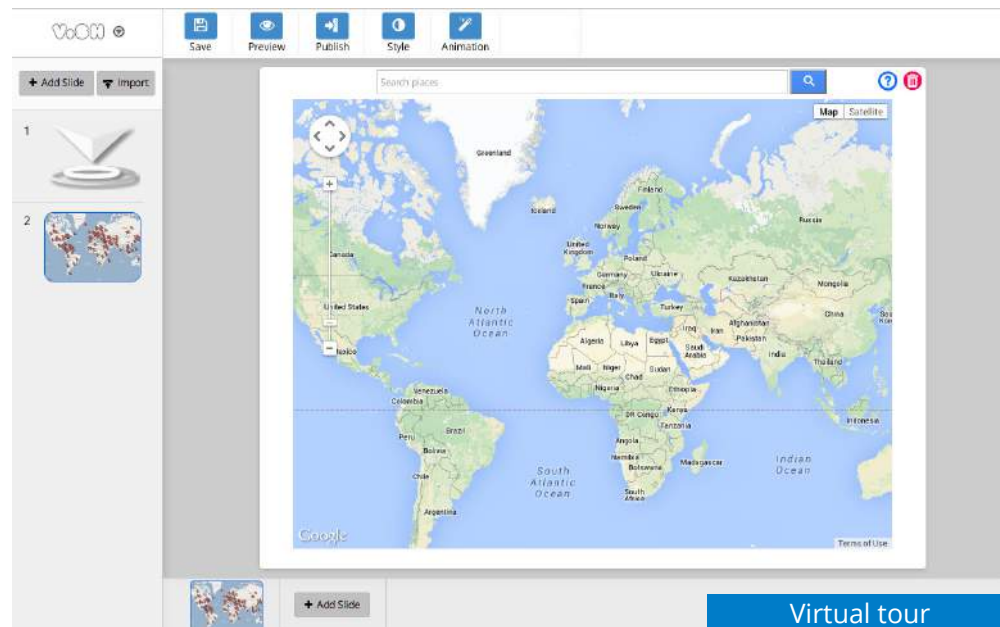 Save
Preview
Publish
Style
Animation
+ Add Slide
Import
Search places
1
2
Map
Satellite
Greenland
Iceland
Finland
Sweden
Norway
Russia
United Kingdom
Poland
Germany
Ukraine
France
Kazakhstan
Mongolia
Canada
Spain
Italy
Turkey
United States
North
Atlantic
Ocean
China
Afghanistan
Iraq
Iran
Pakistan
Algeria
Libya
Egypt
Saudi
Arabia
India
Thailand
Mexico
Mali
Niger
Chad
Sudan
Nigeria
Ethiopia
Venezuela
Colombia
DR Congo
Kenya
Tanzania
Indonesia
Peru
Brazil
Bolivia
Angola
Namibia
Botswana
Madagascar
Indian
Ocean
Chile
South
Atlantic
Ocean
South
Africa
Argentina
Google
Terms of Use
+ Add Slide
Virtual tour